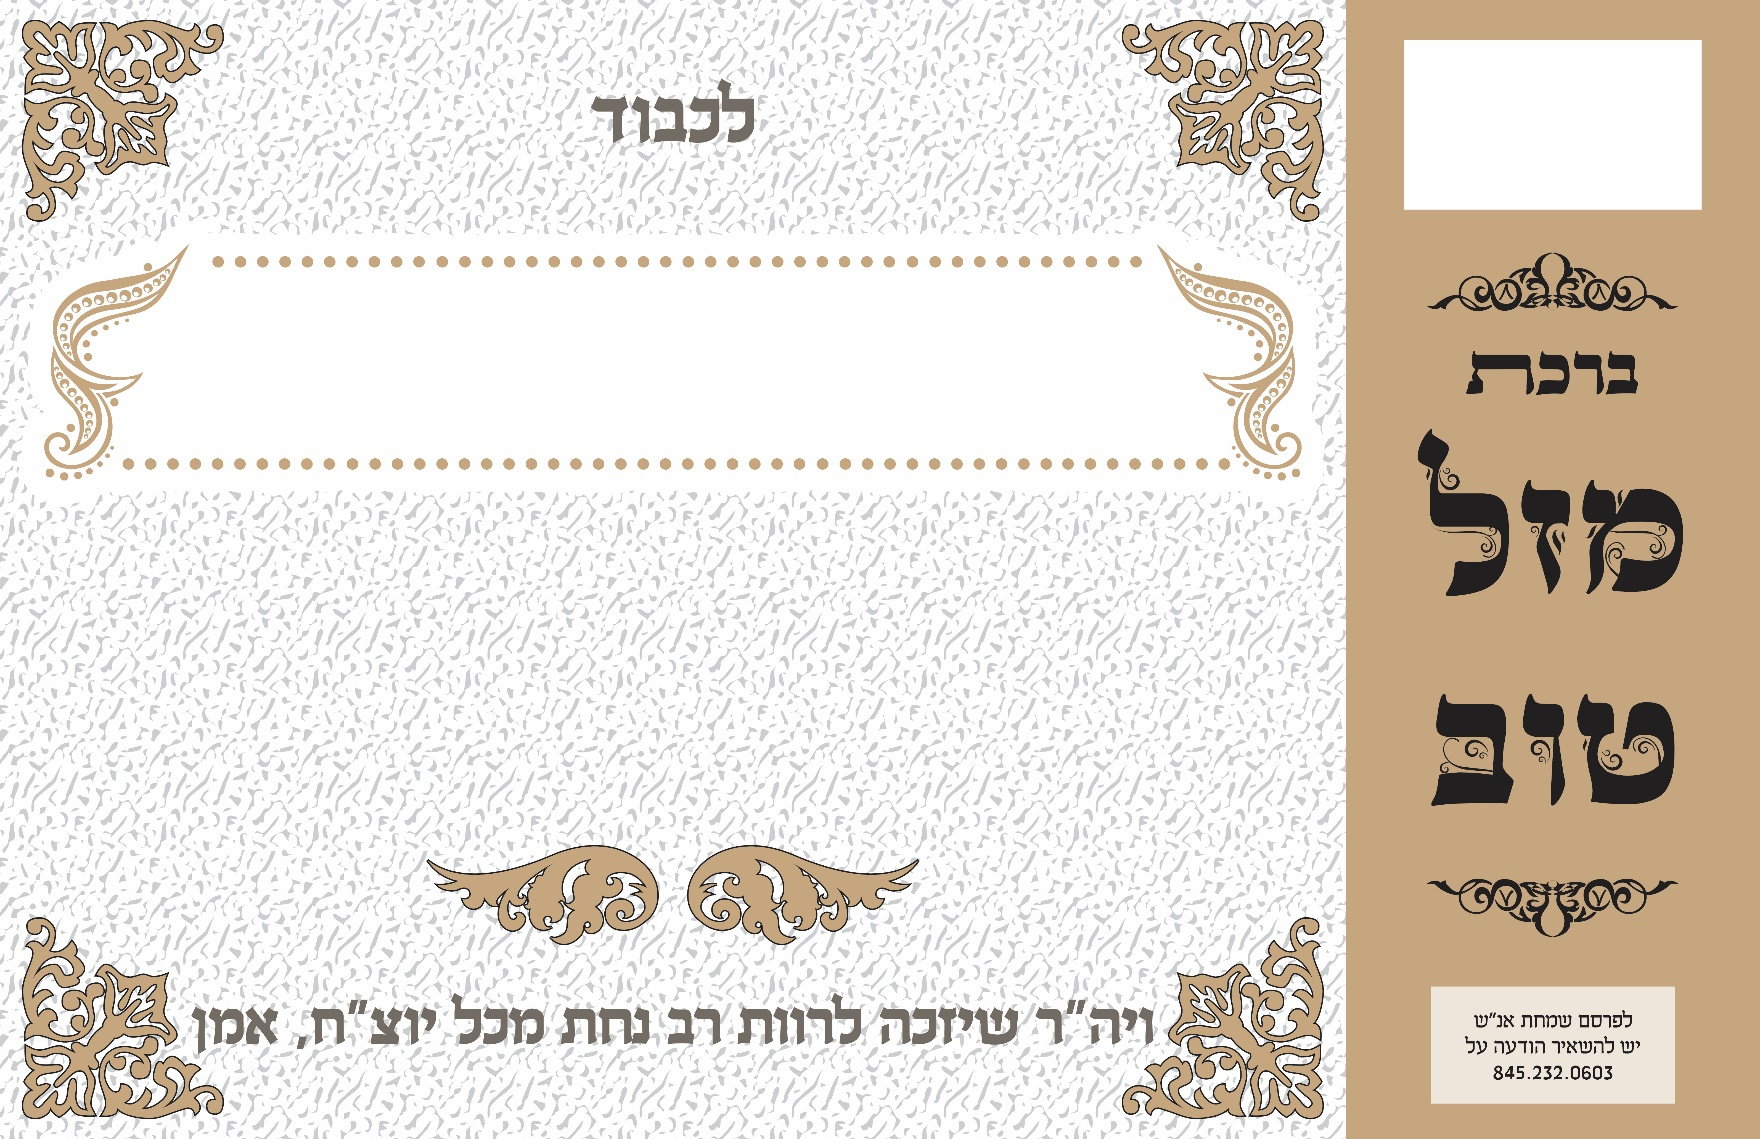 לכבוד
ויה"ר שיזכה לרוות רב נחת מכל יוצ"ח, אמן
ברכת
מזל
טוב
לפרסם שמחת אנ"ש
יש להשאיר הודעה על
845.232.0603